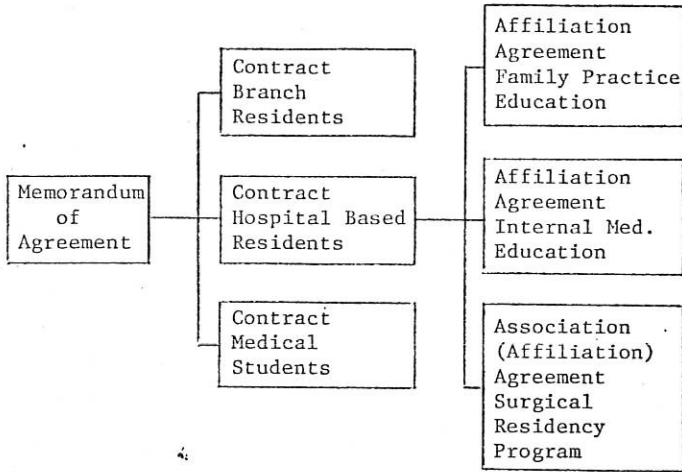 Memorandum
of
Agreement
Contract
Branch
Residents
Contract
Hospital Based
Residents
Contract
Medical
Students
Affiliation
Agreement
Family Practice
Education
Affiliation
Agreement
Internal Med.
Education
Association
(Affiliation)
Agreement
Surgical
Residency
Program